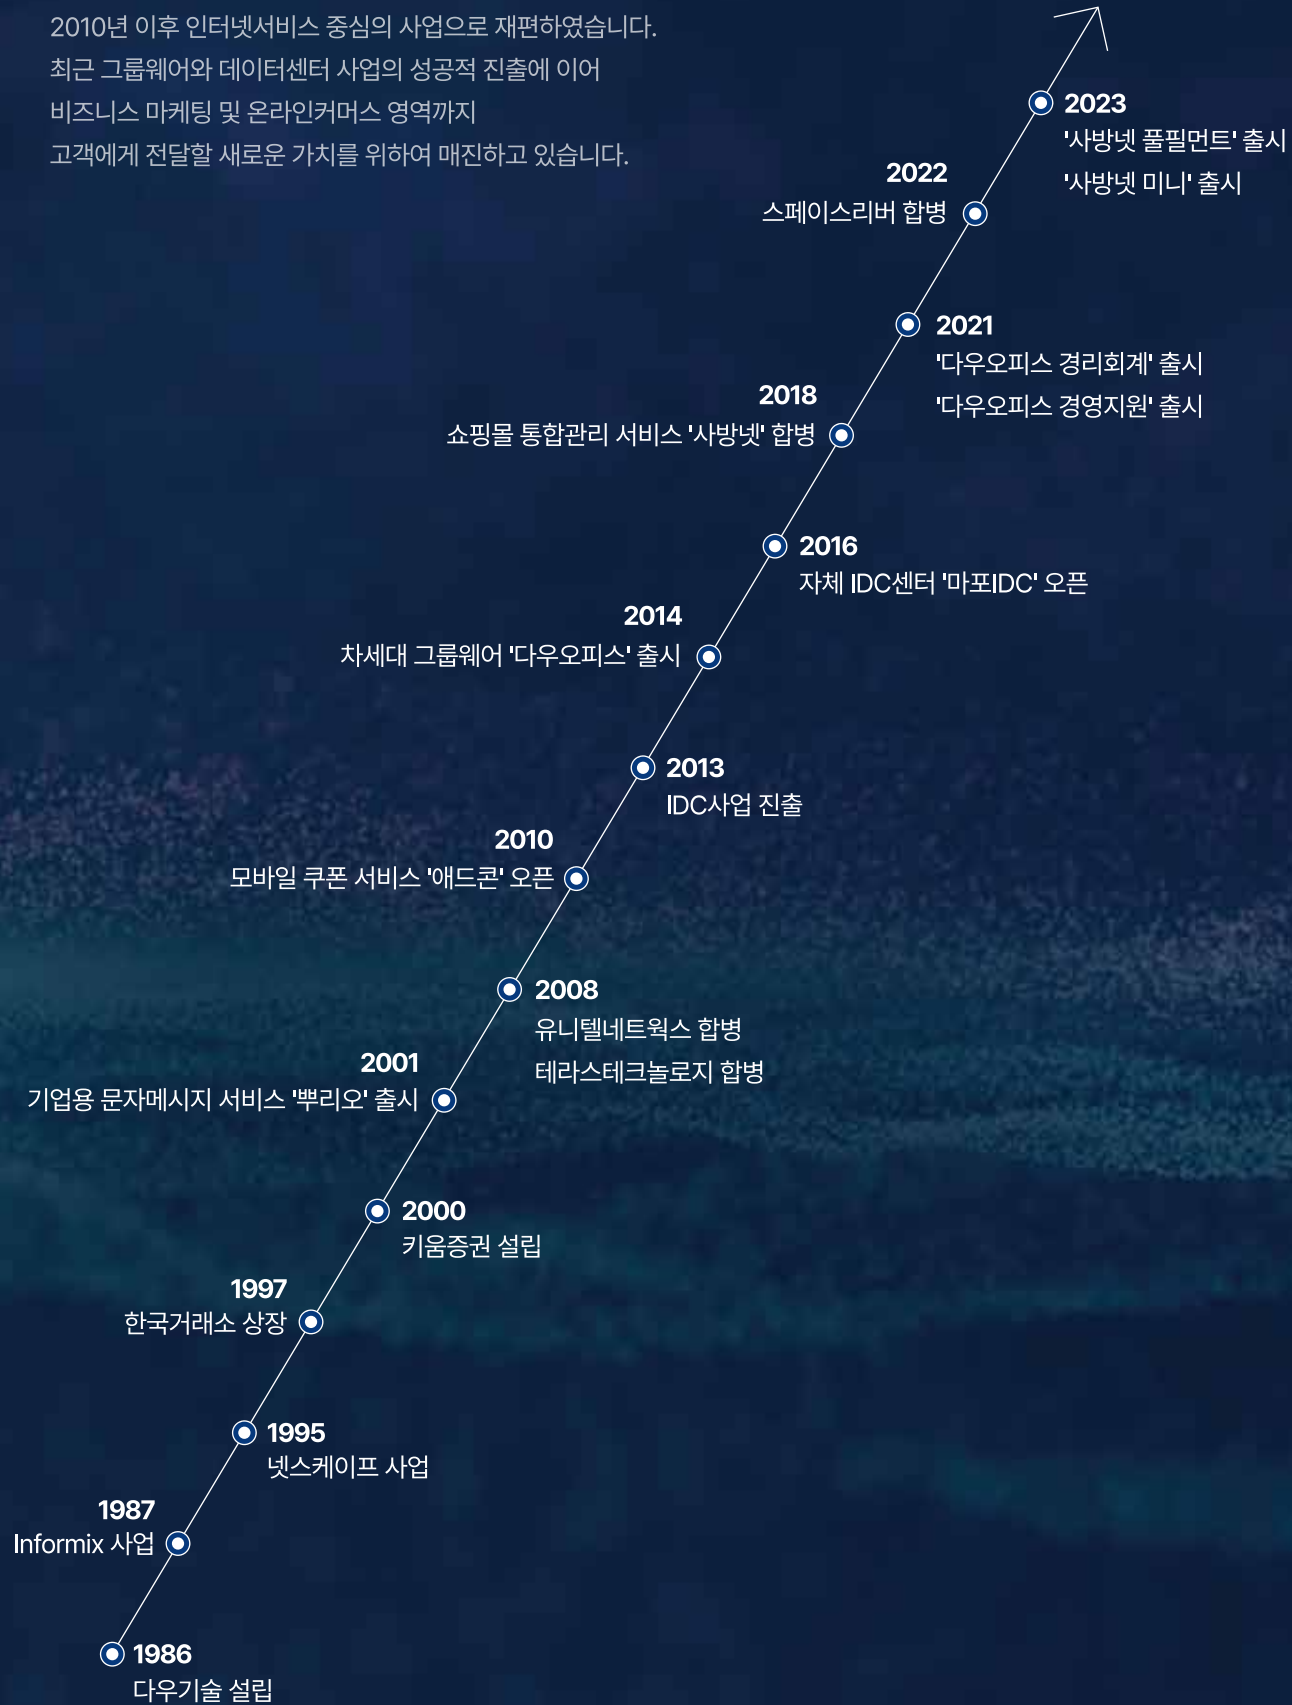 2010년 이후 인터넷서비스 중심의 사업으로 재편하였습니다.
최근 그룹웨어와 데이터센터 사업의 성공적 진출에 이어
비즈니스 마케팅 및 온라인커머스 영역까지
고객에게 전달할 새로운 가치를 위하여 매진하고 있습니다.
2023
'사방넷 풀필먼트' 출시
'사방넷 미니' 출시
2022
스페이스리버 합병
2021
'다우오피스 경리회계' 출시
'다우오피스 경영지원' 출시
2018
쇼핑몰 통합관리 서비스 '사방넷' 합병
2016
자체 IDC센터 '마포IDC' 오픈
2014
차세대 그룹웨어 '다우오피스' 출시
2013
IDC사업 진출
2010
모바일 쿠폰 서비스 '애드콘' 오픈
2008
유니텔네트웍스 합병
테라스테크놀로지 합병
2001
기업용 문자메시지 서비스 '뿌리오' 출시
2000
키움증권 설립
1997
한국거래소 상장
1995
넷스케이프 사업
1987
Informix 사업
1986
다우기술 설립